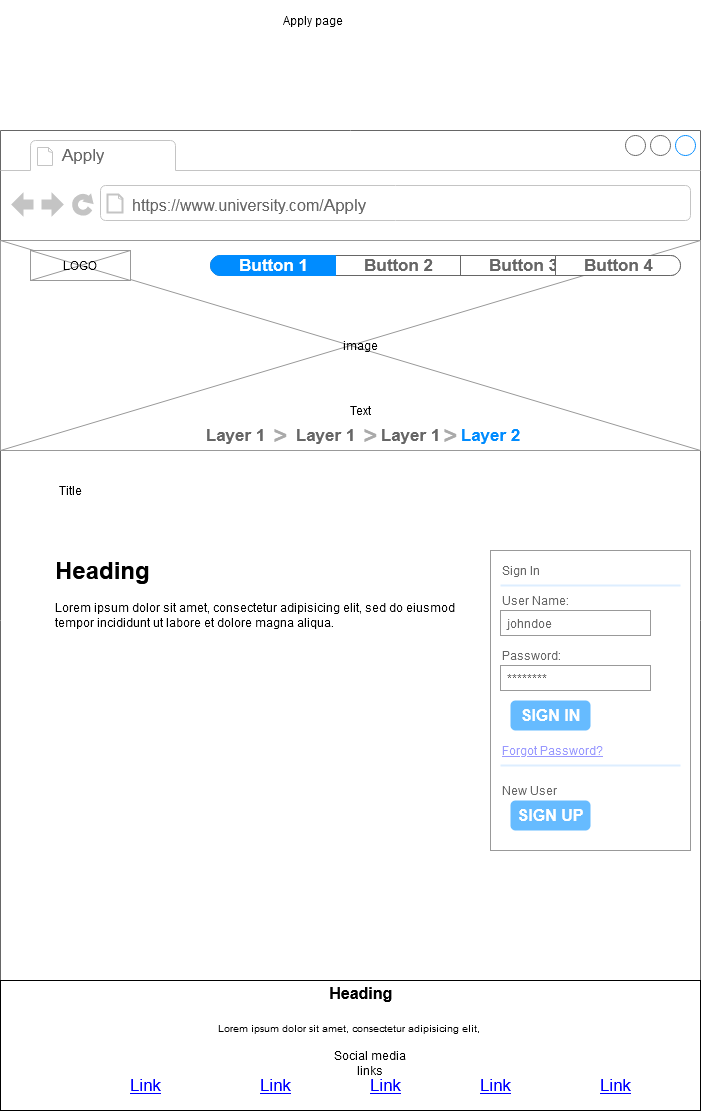 Apply page
Apply
https://www.university.com/Apply
LOGO
Button 1 Button 2 Button 3 Button 4
image
Text
Layer 1 > Layer 1 > Layer 1 > Layer 2
Title
Heading
Lorem ipsum dolor sit amet, consectetur adipisicing elit, sed do eiusmod
tempor incididunt ut labore et dolore magna aliqua.
Sign In
User Name:
johndoe
Password:
********
SIGN IN
Forgot Password?
New User
SIGN UP
Heading
Lorem ipsum dolor sit amet, consectetur adipisicing elit,
Social media
links
Link Link Link Link Link